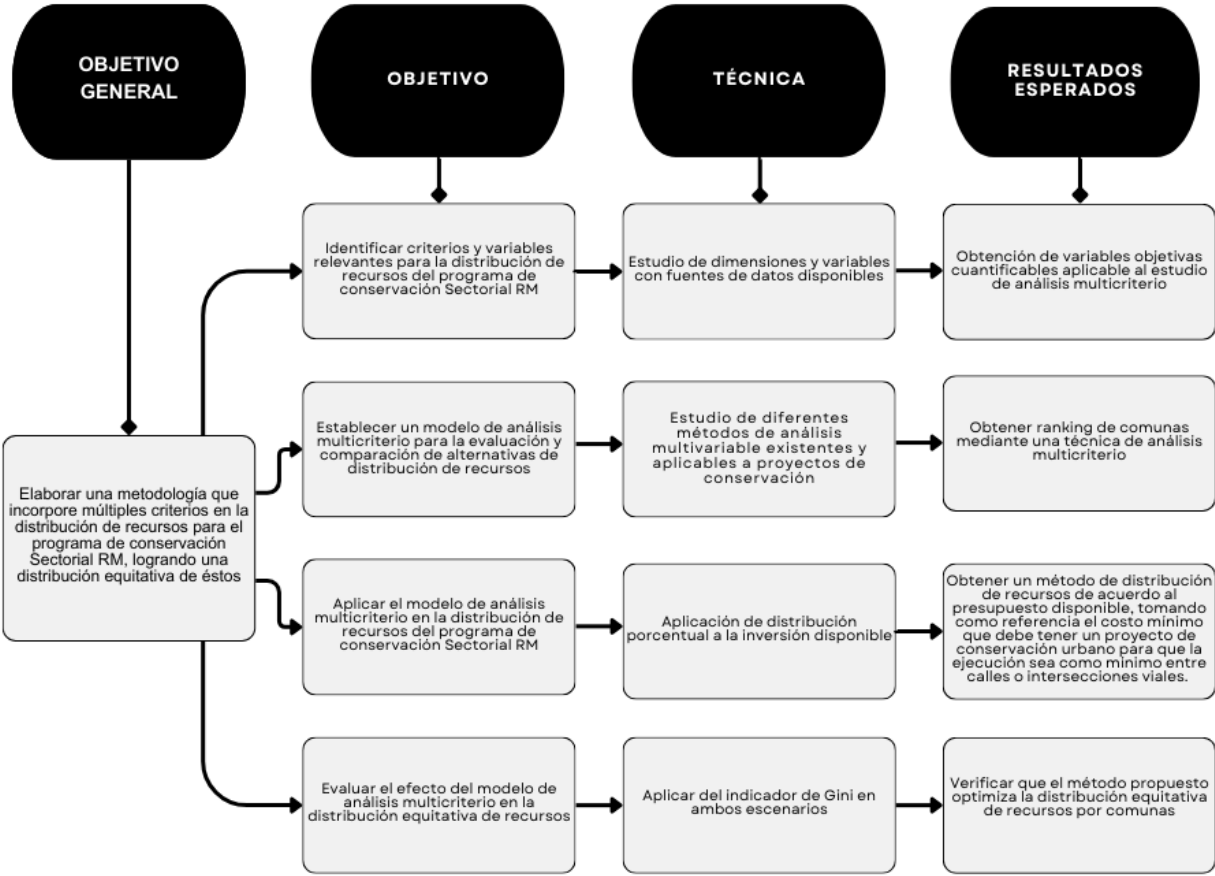 OBJETIVO
GENERAL
OBJETIVO
TÉCNICA
RESULTADOS
ESPERADOS
Elaborar una metodología que
incorpore múltiples criterios en la
distribución de recursos para el
programa de conservación
Sectorial RM, logrando una
distribución equitativa de éstos
Identificar criterios y variables
relevantes para la distribución de
recursos del programa de
conservación Sectorial RM
Estudio de dimensiones y variables
con fuentes de datos disponibles
Obtención de variables objetivas
cuantificables aplicable al estudio
de análisis multicriterio
Establecer un modelo de análisis
multicriterio para la evaluación y
comparación de alternativas de
distribución de recursos
Estudio de diferentes
métodos de análisis
multivariable existentes y
aplicables a proyectos de
conservación
Obtener ranking de comunas
mediante una técnica de análisis
multicriterio
Aplicar el modelo de análisis
multicriterio en la distribución de
recursos del programa de
conservación Sectorial RM
Aplicación de distribución
porcentual a la inversión disponible
Obtener un método de distribución
de recursos de acuerdo al
presupuesto disponible, tomando
como referencia el costo mínimo
que debe tener un proyecto de
conservación urbano para que la
ejecución sea como mínimo entre
calles o intersecciones viales.
Evaluar el efecto del modelo de
análisis multicriterio en la
distribución equitativa de recursos
Aplicar del indicador de Gini en
ambos escenarios
Verificar que el método propuesto
optimiza la distribución equitativa
de recursos por comunas